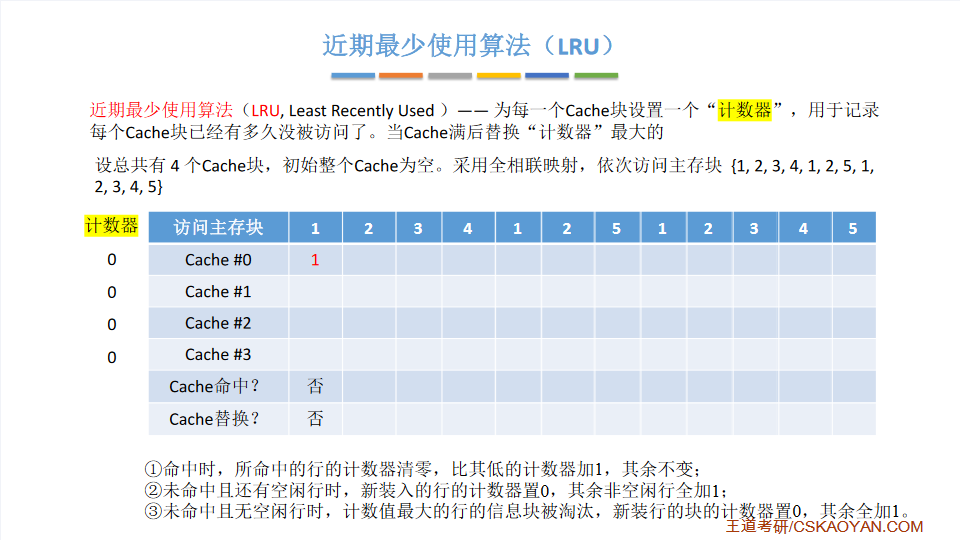 近期最少使用算法（LRU）
近期最少使用算法（LRU, Least Recently Used ）—— 为每一个Cache块设置一个“计数器”，用于记录
每个Cache块已经有多久没被访问了。当Cache满后替换“计数器”最大的
设总共有 4 个Cache块，初始整个Cache为空。采用全相联映射，依次访问主存块 {1, 2, 3, 4, 1, 2, 5, 1,
2, 3, 4, 5}
计数器 访问主存块 1 2 3 4 1 2 5 1 2 3 4 5
0 Cache #0 1
0 Cache #1
0 Cache #2
0 Cache #3
Cache命中？ 否
Cache替换？ 否
①命中时，所命中的行的计数器清零，比其低的计数器加1，其余不变；
②未命中且还有空闲行时，新装入的行的计数器置0，其余非空闲行全加1；
③未命中且无空闲行时，计数值最大的行的信息块被淘汰，新装行的块的计数器置0，其余全加1。
王道考研/CSKAOYAN.COM